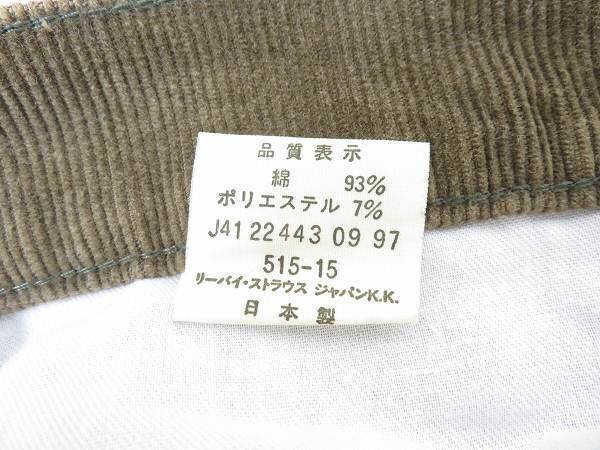 品質表示
綿 93%
ポリエステル 7%
J41 22443 09 97
515-15
リーバイ・ストラウス ジャパンK.K.
日本製